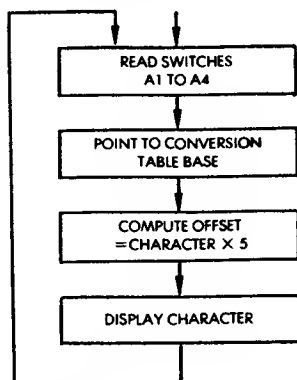 READ SWITCHES
A1 TO A4
POINT TO CONVERSION
TABLE BASE
COMPUTE OFFSET
= CHARACTER × 5
DISPLAY CHARACTER